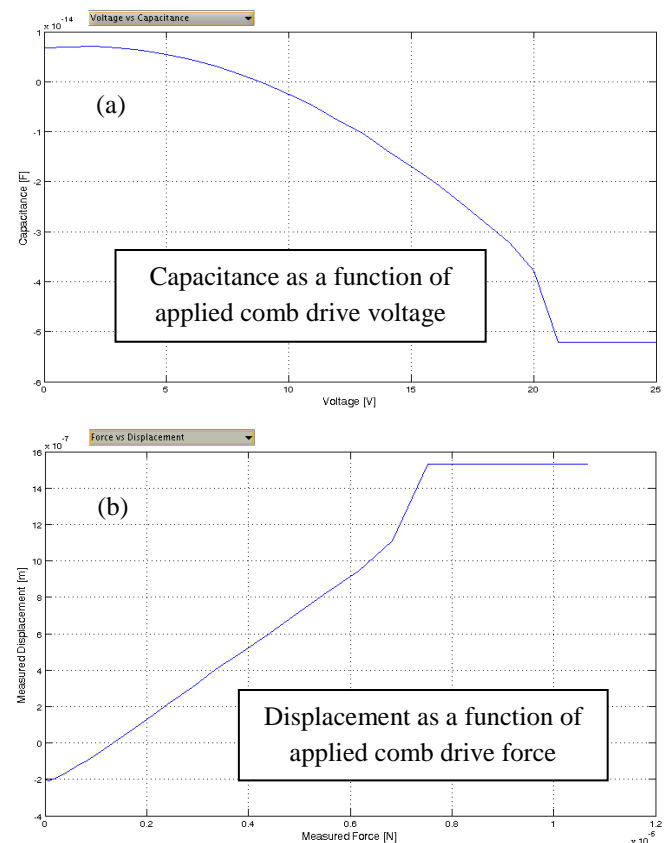 x 10^-14
Voltage vs Capacitance
1
0
-1
-2
-3
-4
-5
-6
Capacitance [F]
(a)
Capacitance as a function of
applied comb drive voltage
0 5 10 15 20 25
Voltage [V]
x 10^-7
Force vs Displacement
16
14
12
10
8
6
4
2
0
-2
-4
Measured Displacement [m]
(b)
Displacement as a function of
applied comb drive force
0 0.2 0.4 0.6 0.8 1 1.2
Measured Force [N]